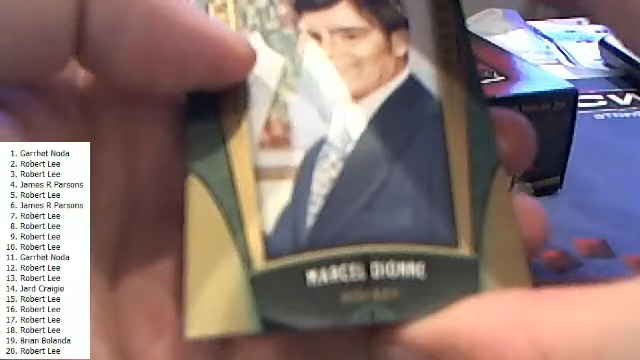 1. Garrhet Noda
2. Robert Lee
3. Robert Lee
4. James R Parsons
5. Robert Lee
6. James R Parsons
7. Robert Lee
8. Robert Lee
9. Robert Lee
10. Robert Lee
11. Garrhet Noda
12. Robert Lee
13. Robert Lee
14. Jard Craigie
15. Robert Lee
16. Robert Lee
17. Robert Lee
18. Robert Lee
19. Brian Bolanda
20. Robert Lee
MARCEL DIONNE